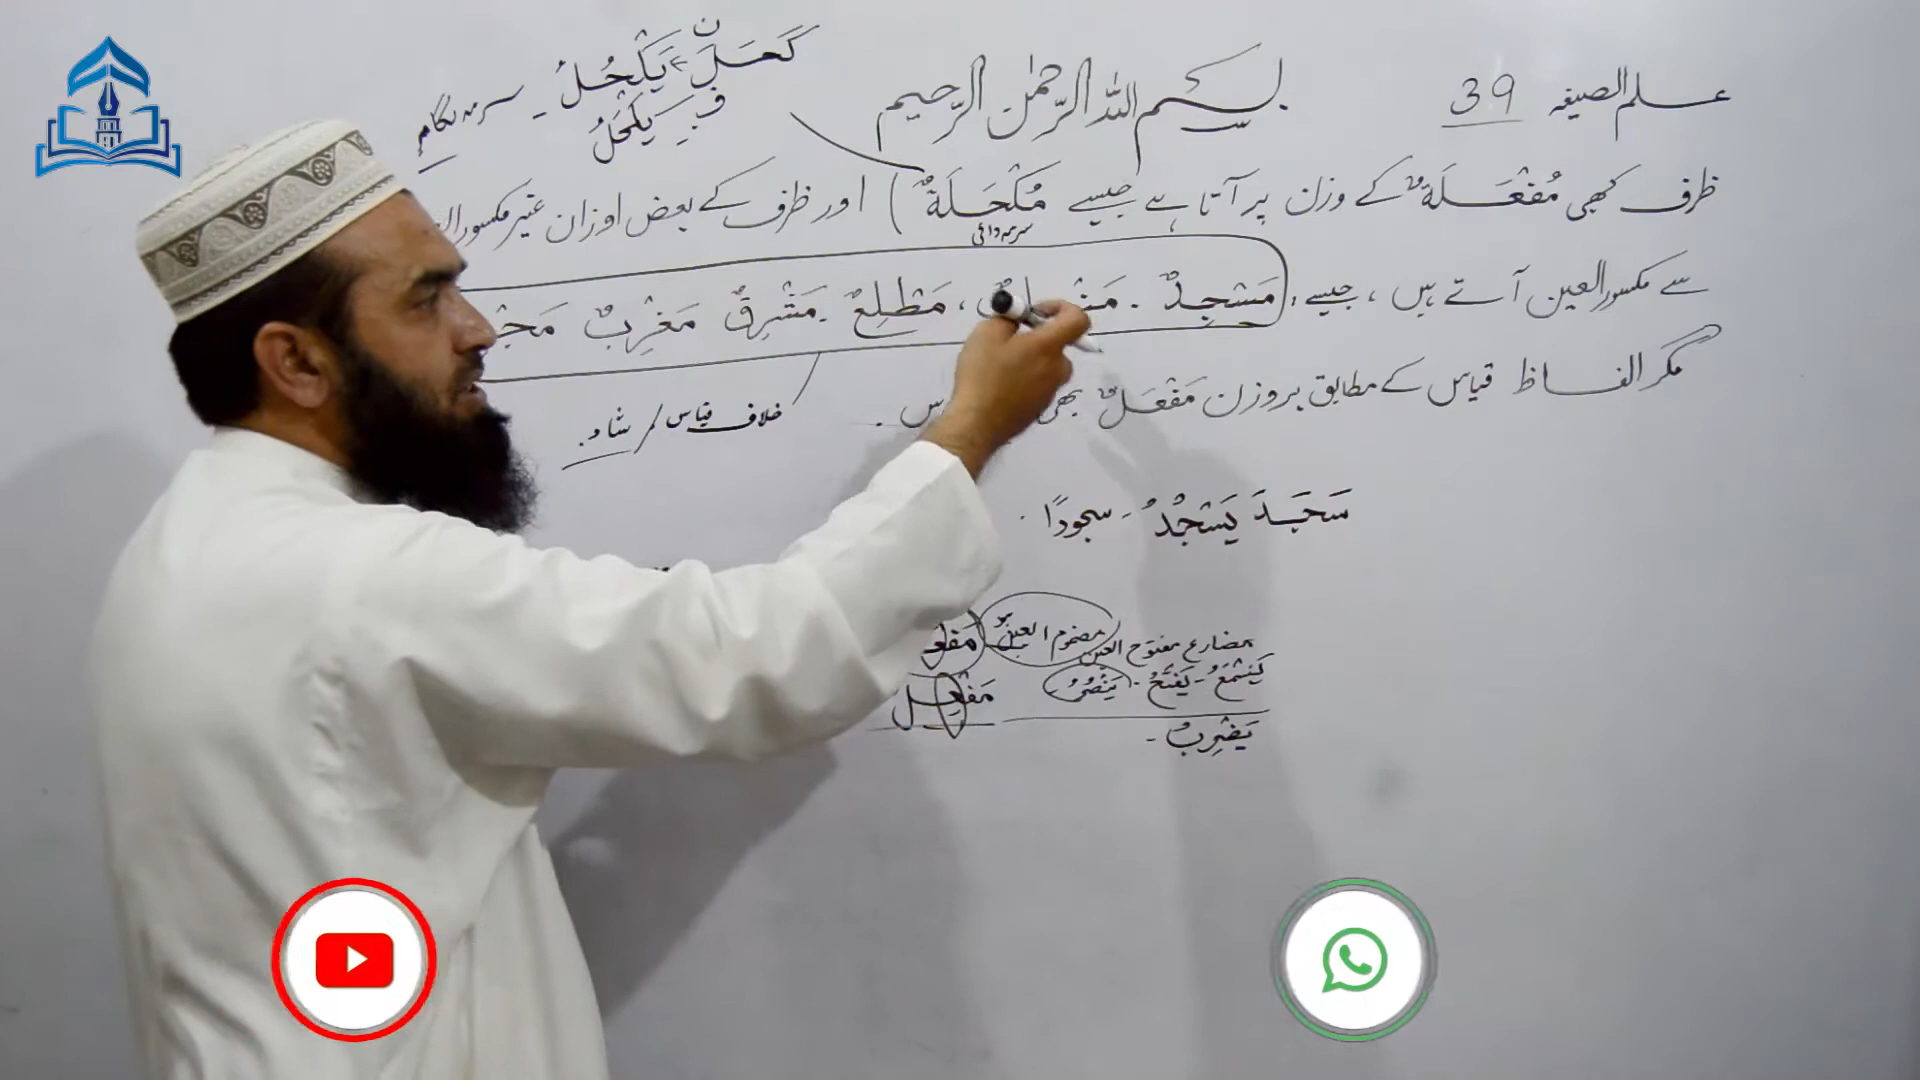 علم الصیغہ 39
بسم اللہ الرحمٰن الرحیم
کَحَلَ یَکْحُلُ - سرمہ لگانا
ن
ف یَکْحَلُ
ظرف کبھی مُفْعَلَةٌ کے وزن پر آتا ہے جیسے مُكْحَلَةٌ ) اور ظرف کے بعض اوزان غیر مکسور
سرمہ دانی
سے مکسور العین آتے ہیں ، جیسے ، مَسْجِدٌ - ، مَطْلِعٌ - مَشْرِقٌ مَغْرِبٌ
مگر الفاظ قیاس کے مطابق بروزن مَفْعَلٌ
خلاف قیاس / شاذ .
سَجَدَ یَسْجُدُ - سجودًا
مضارع مفتوح العین مضموم العین ہو
یَسْمَعُ - یَفْتَحُ - یَنْصُرُ مَفْعِل
یَضْرِبُ -